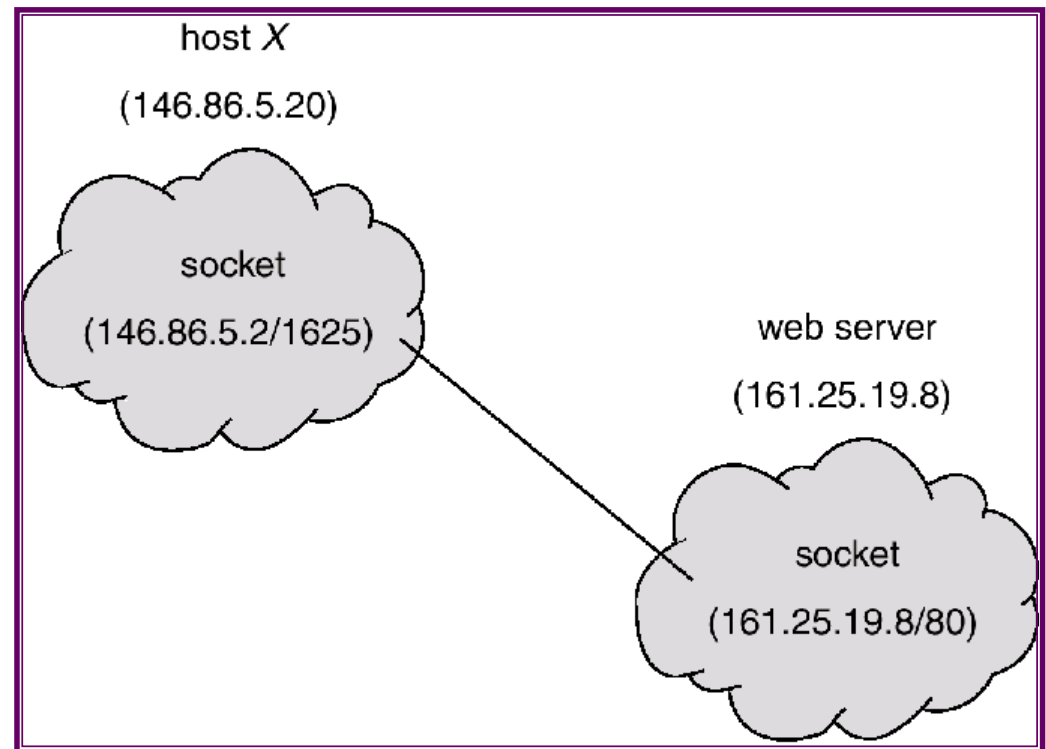 host X
(146.86.5.20)
socket
(146.86.5.2/1625)
web server
(161.25.19.8)
socket
(161.25.19.8/80)